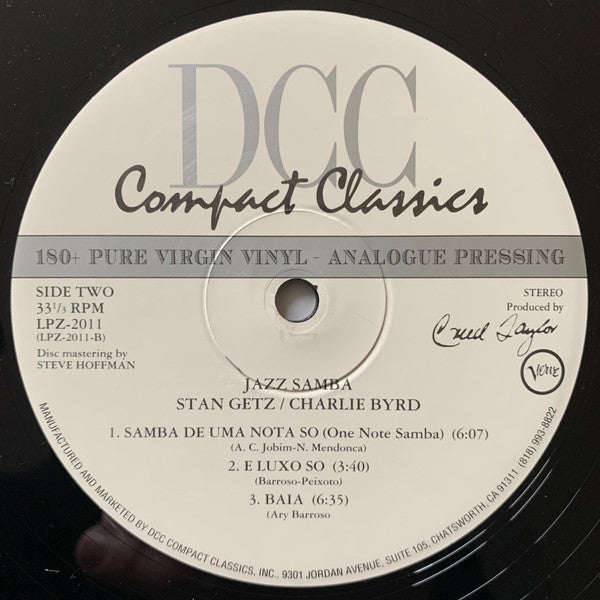 DCC
Compact Classics
180+ PURE VIRGIN VINYL - ANALOGUE PRESSING
SIDE TWO
33 1/3 RPM
LPZ-2011
(LPZ-2011-B)
Disc mastering by
STEVE HOFFMAN
STEREO
Produced by
Creed Taylor
Verve
JAZZ SAMBA
STAN GETZ / CHARLIE BYRD
1. SAMBA DE UMA NOTA SO (One Note Samba) (6:07)
(A. C. Jobim-N. Mendonca)
2. E LUXO SO (3:40)
(Barroso-Peixoto)
3. BAIA (6:35)
(Ary Barroso
MANUFACTURED AND MARKETED BY DCC COMPACT CLASSICS, INC., 9301 JORDAN AVENUE, SUITE 105, CHATSWORTH, CA 91311 (818) 993-8822